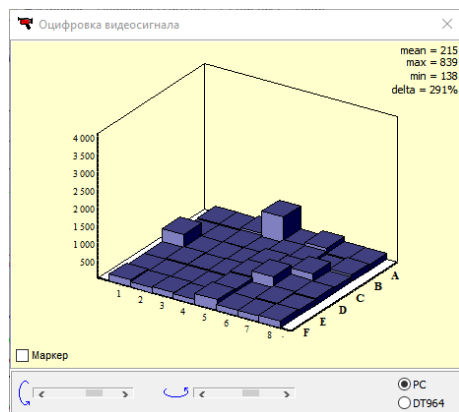 Оцифровка видеосигнала
mean = 215
max = 839
min = 138
delta = 291%
4 000
3 500
3 000
2 500
2 000
1 500
1 000
500
1 2 3 4 5 6 7 8 .
F E D C B A
Маркер
PC
DT964